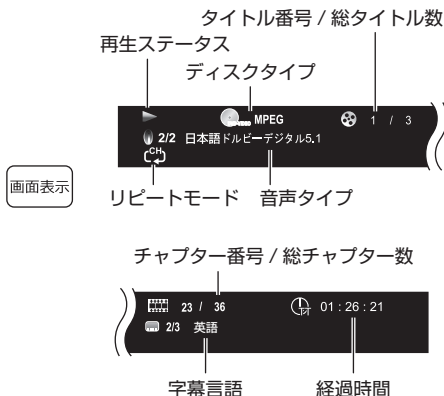 タイトル番号 / 総タイトル数
再生ステータス
ディスクタイプ
MPEG 1 / 3
2/2 日本語ドルビーデジタル5.1
CH
画面表示
リピートモード 音声タイプ
チャプター番号 / 総チャプター数
23 / 36 01 : 26 : 21
2/3 英語
字幕言語 経過時間